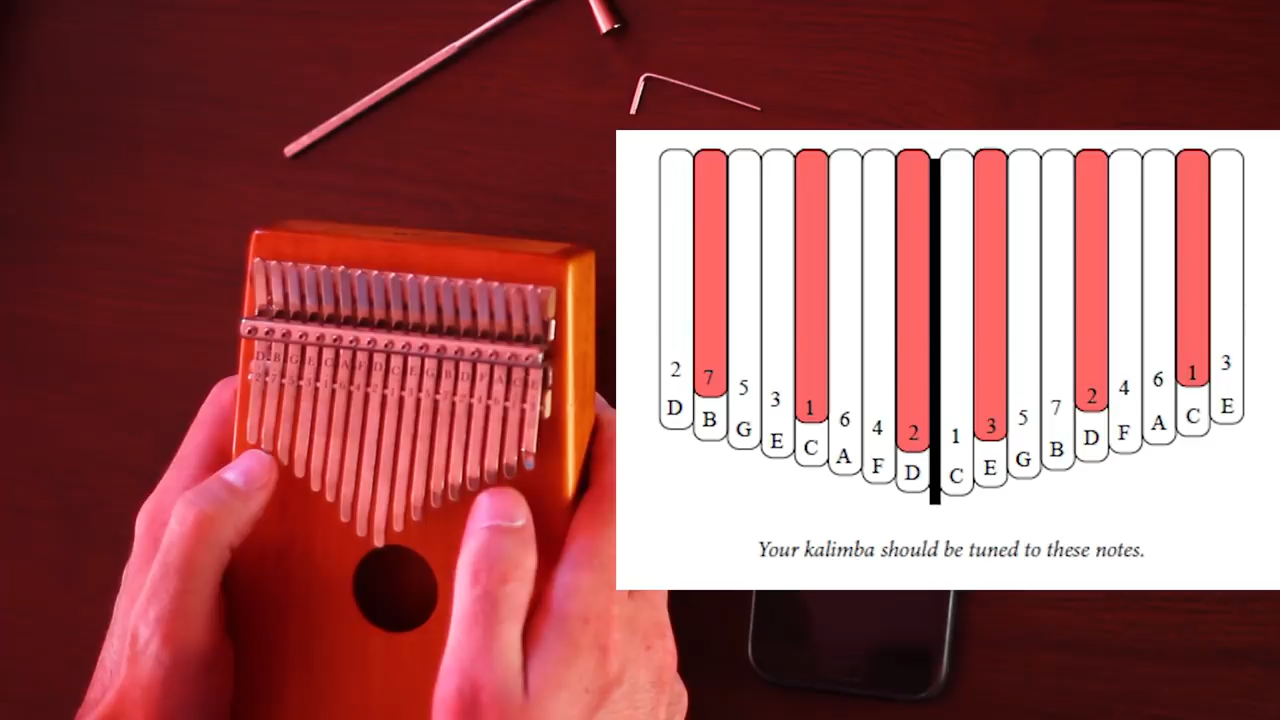 2 7 5 3 1 6 4 2 1 3 5 7 2 4 6 1 3
D B G E C A F D C E G B D F A C E
Your kalimba should be tuned to these notes.
D B G E C A F D C E G B D F A C E